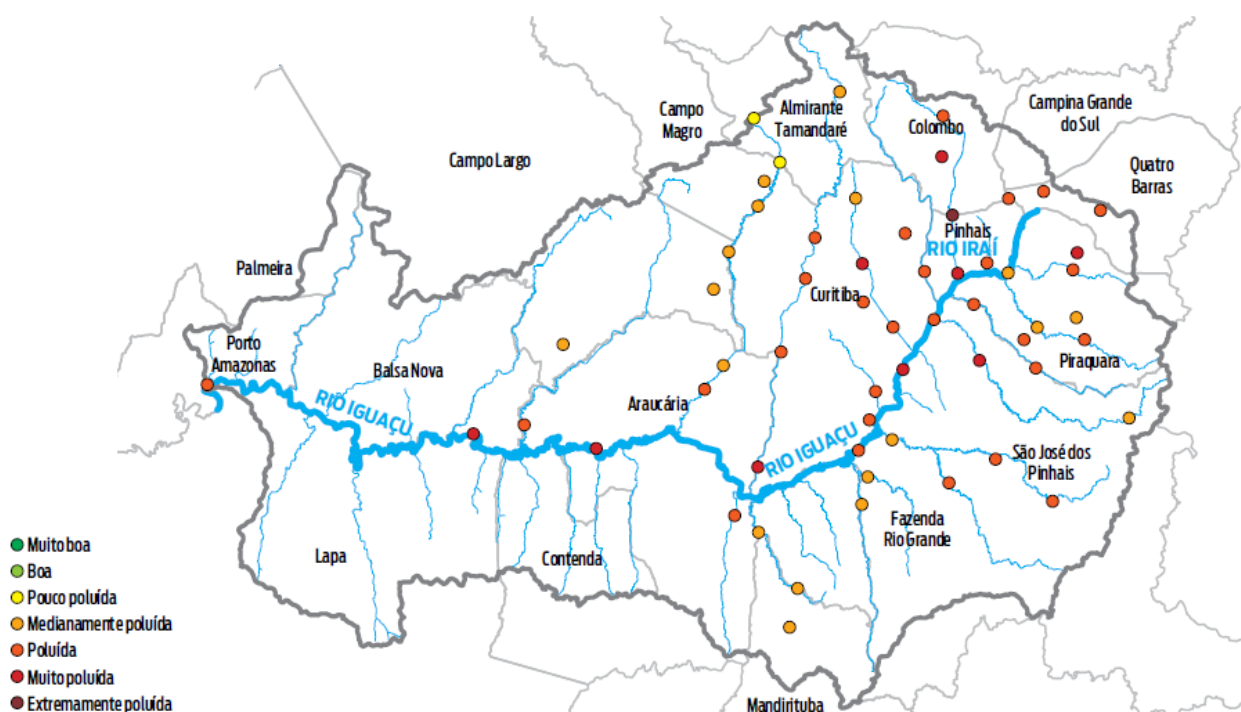 Campo
Magro
Almirante
Tamandaré
Colombo
Campina Grande
do Sul
Quatro
Barras
Campo Largo
Pinhais
RIO IRAÍ
Palmeira
Curitiba
Porto
Amazonas
Balsa Nova
Piraquara
RIO IGUAÇU
Araucária
RIO IGUAÇU
São José dos
Pinhais
Fazenda
Rio Grande
Lapa
Contenda
Mandirituba
Muito boa
Boa
Pouco poluída
Medianamente poluída
Poluída
Muito poluída
Extremamente poluída